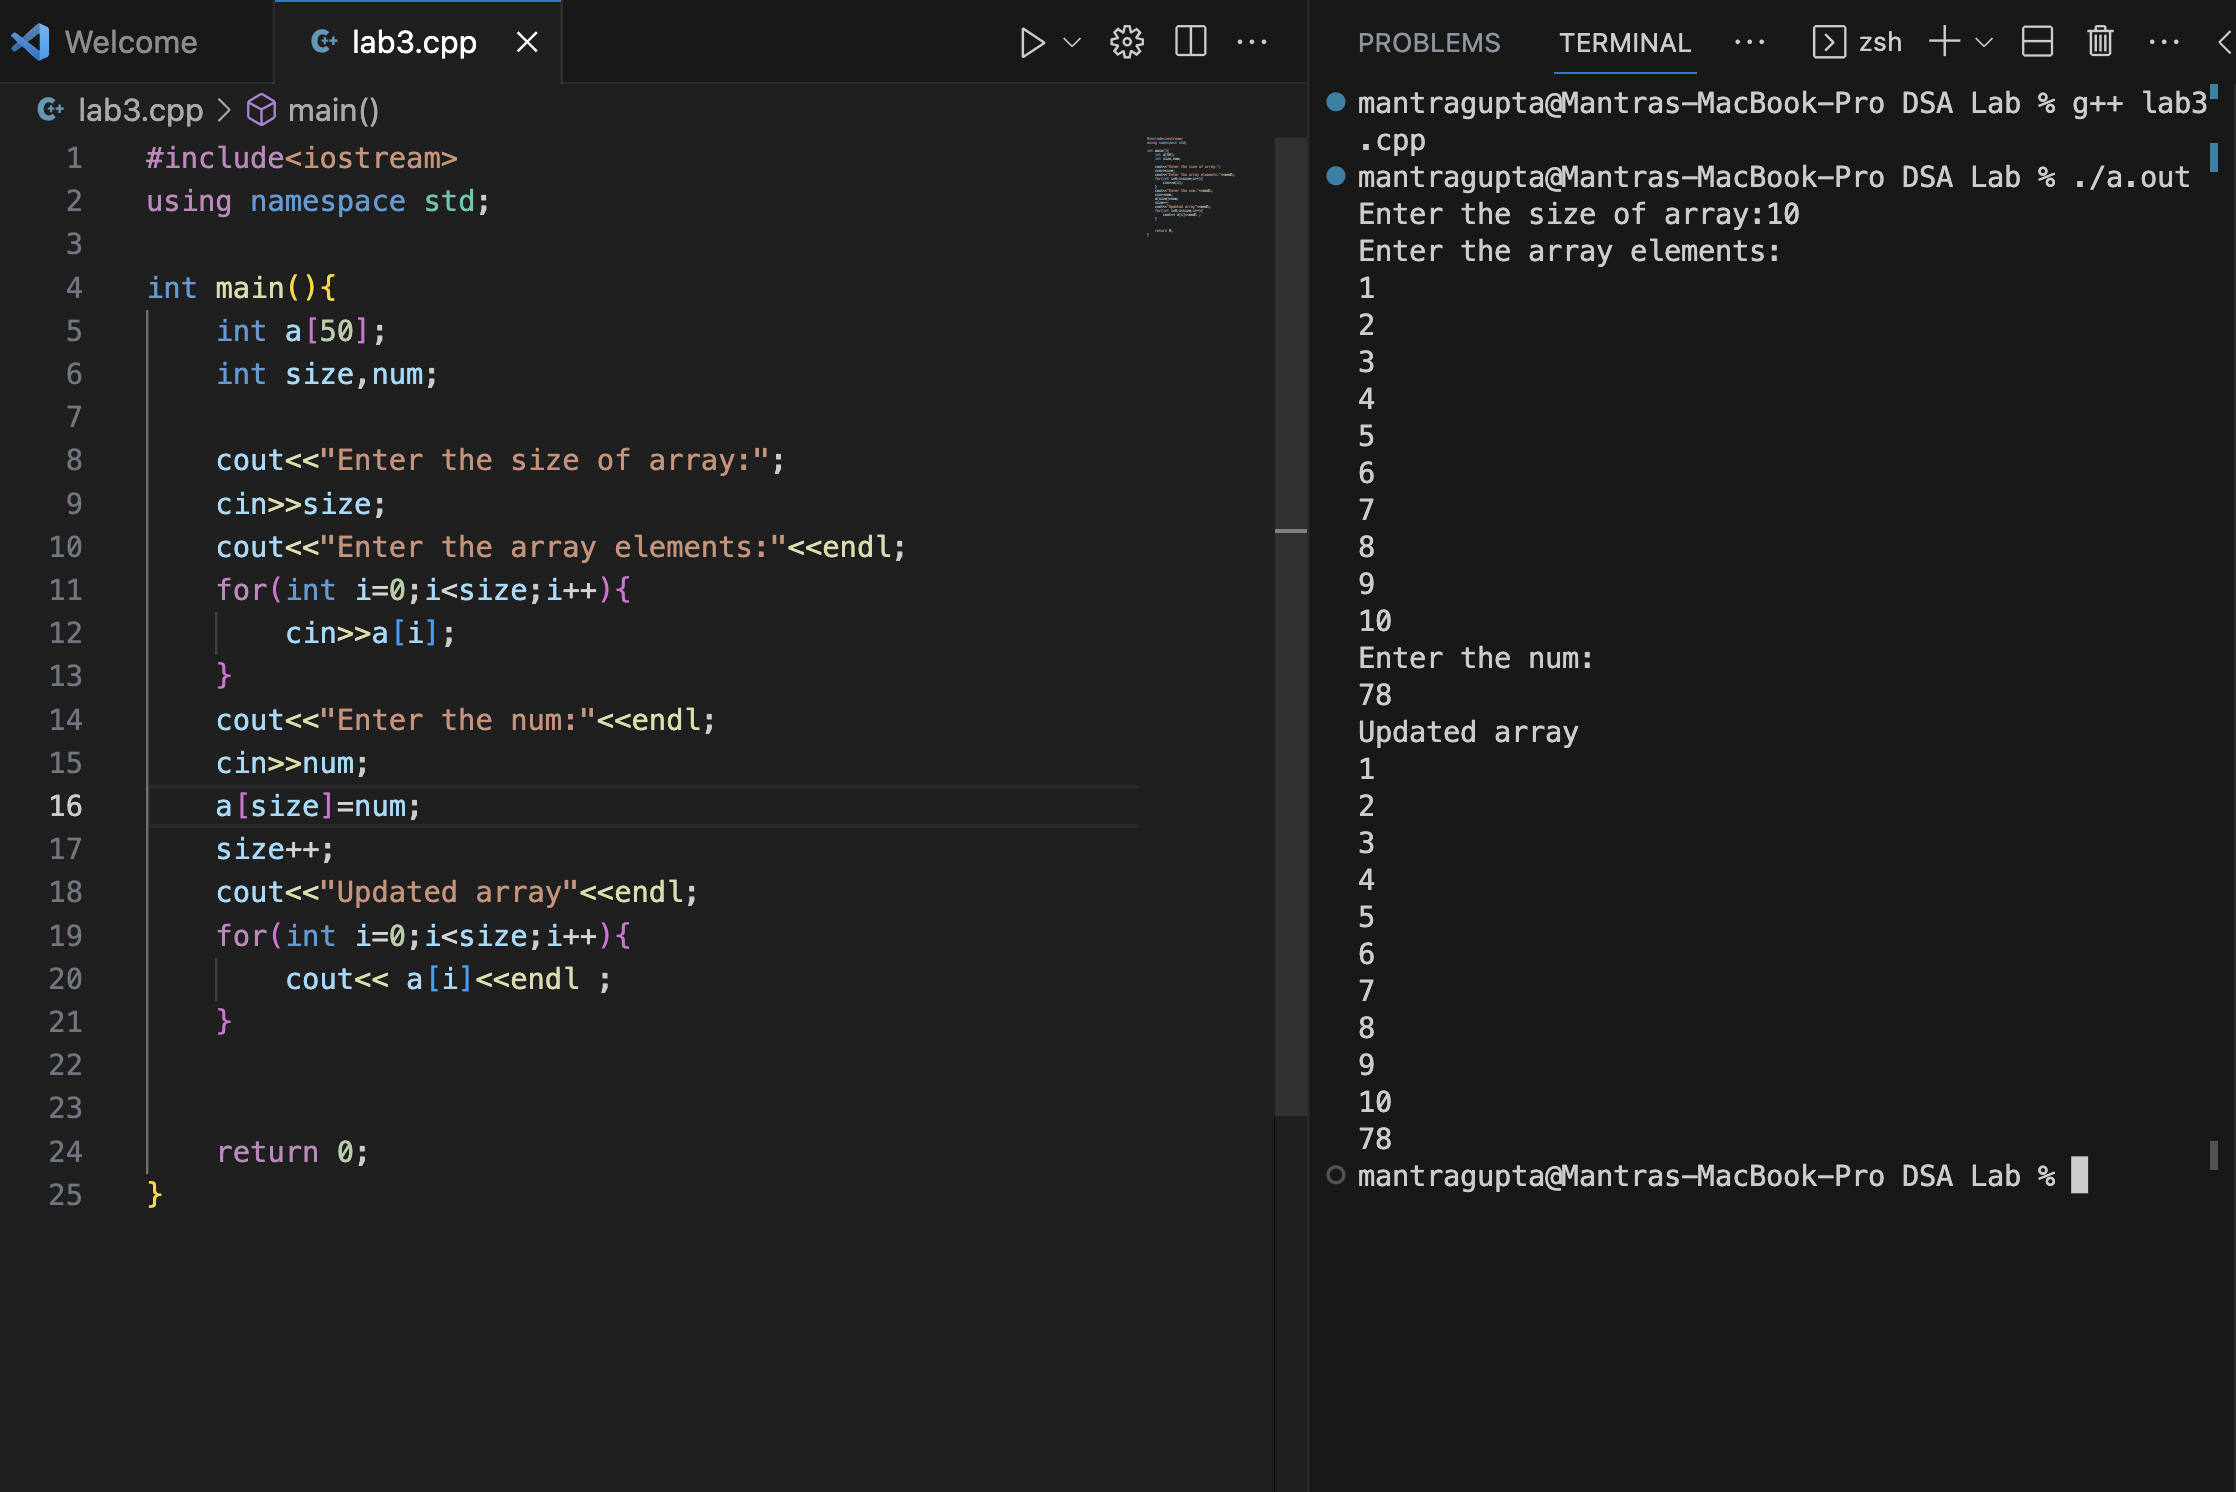 Welcome
lab3.cpp
lab3.cpp > main()
1 #include<iostream>
2 using namespace std;
3
4 int main(){
5     int a[50];
6     int size,num;
7
8     cout<<"Enter the size of array:";
9     cin>>size;
10     cout<<"Enter the array elements:"<<endl;
11     for(int i=0;i<size;i++){
12         cin>>a[i];
13     }
14     cout<<"Enter the num:"<<endl;
15     cin>>num;
16     a[size]=num;
17     size++;
18     cout<<"Updated array"<<endl;
19     for(int i=0;i<size;i++){
20         cout<< a[i]<<endl ;
21     }
22
23
24     return 0;
25 }
PROBLEMS TERMINAL ... zsh
mantragupta@Mantras-MacBook-Pro DSA Lab % g++ lab3
.cpp
mantragupta@Mantras-MacBook-Pro DSA Lab % ./a.out
Enter the size of array:10
Enter the array elements:
1
2
3
4
5
6
7
8
9
10
Enter the num:
78
Updated array
1
2
3
4
5
6
7
8
9
10
78
mantragupta@Mantras-MacBook-Pro DSA Lab %